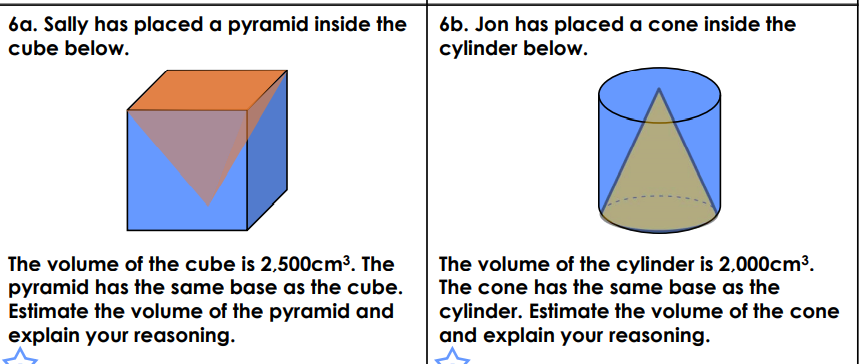 6a. Sally has placed a pyramid inside the
cube below.
The volume of the cube is 2,500cm³. The
pyramid has the same base as the cube.
Estimate the volume of the pyramid and
explain your reasoning.
6b. Jon has placed a cone inside the
cylinder below.
The volume of the cylinder is 2,000cm³.
The cone has the same base as the
cylinder. Estimate the volume of the cone
and explain your reasoning.